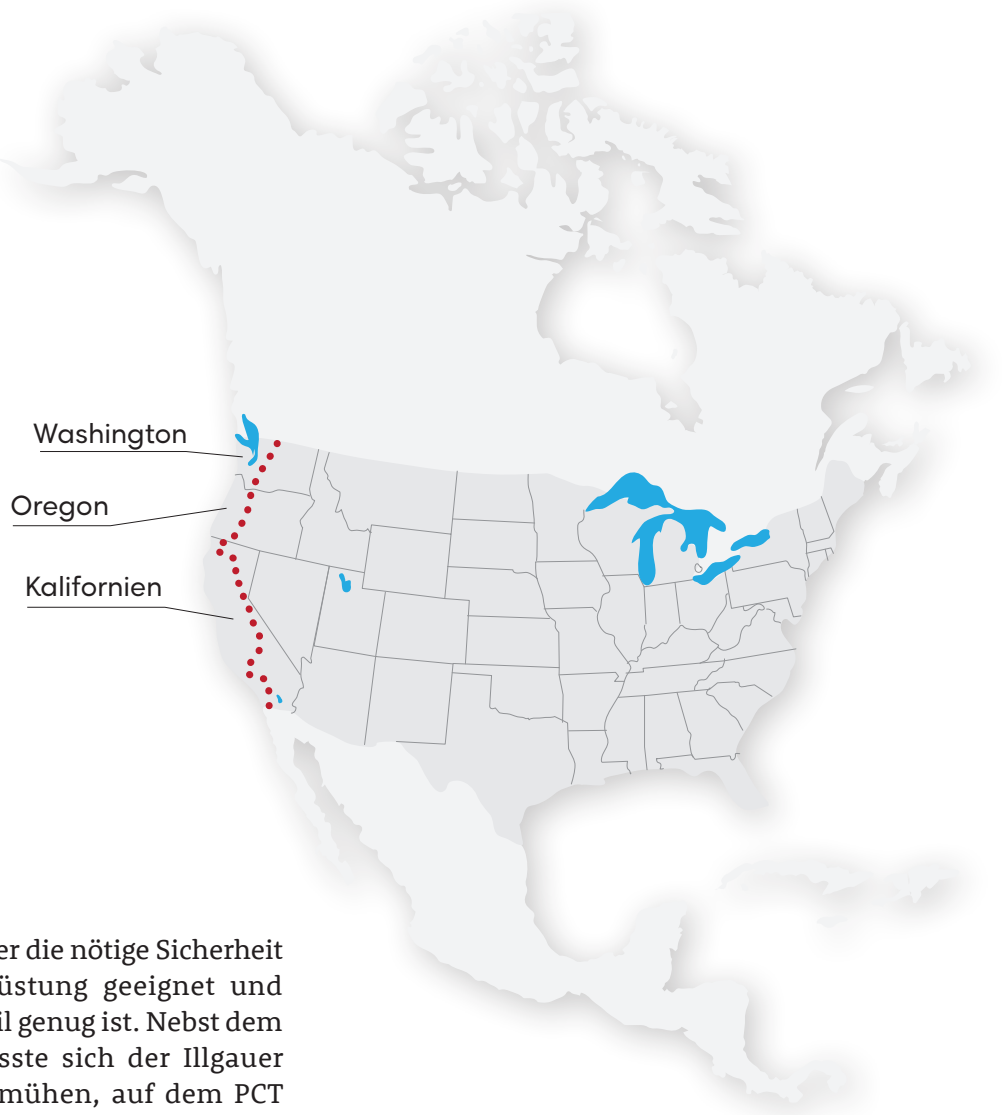 Washington
Oregon
Kalifornien
er die nötige Sicherheit
üstung geeignet und
il genug ist. Nebst dem
sste sich der Illgauer
mühen, auf dem PCT